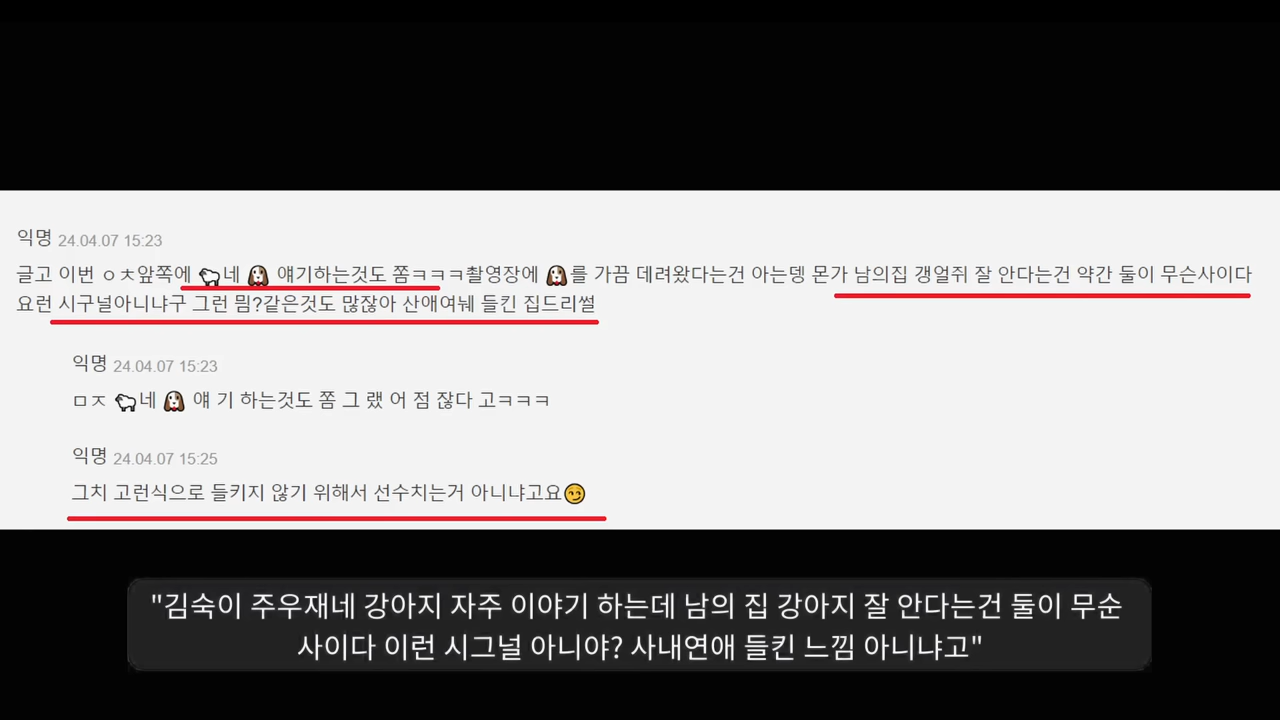 익명 24.04.07 15:23
글고 이번 ㅇㅊ앞쪽에 🐑네 🐶 얘기하는것도 쫌ㅋㅋㅋ촬영장에 🐶를 가끔 데려왔다는건 아는뎅 몬가 남의집 갱얼쥐 잘 안다는건 약간 둘이 무슨사이다
요런 시구널아니냐구 그런 믬?같은것도 많잖아 산애여눼 들킨 집드리썰
익명 24.04.07 15:23
ㅁㅈ 🐑네 🐶 얘 기 하는것도 쫌 그 랬 어 점 잖다 고ㅋㅋㅋ
익명 24.04.07 15:25
그치 고런식으로 들키지 않기 위해서 선수치는거 아니냐고요😏
"김숙이 주우재네 강아지 자주 이야기 하는데 남의 집 강아지 잘 안다는건 둘이 무순
사이다 이런 시그널 아니야? 사내연애 들킨 느낌 아니냐고"